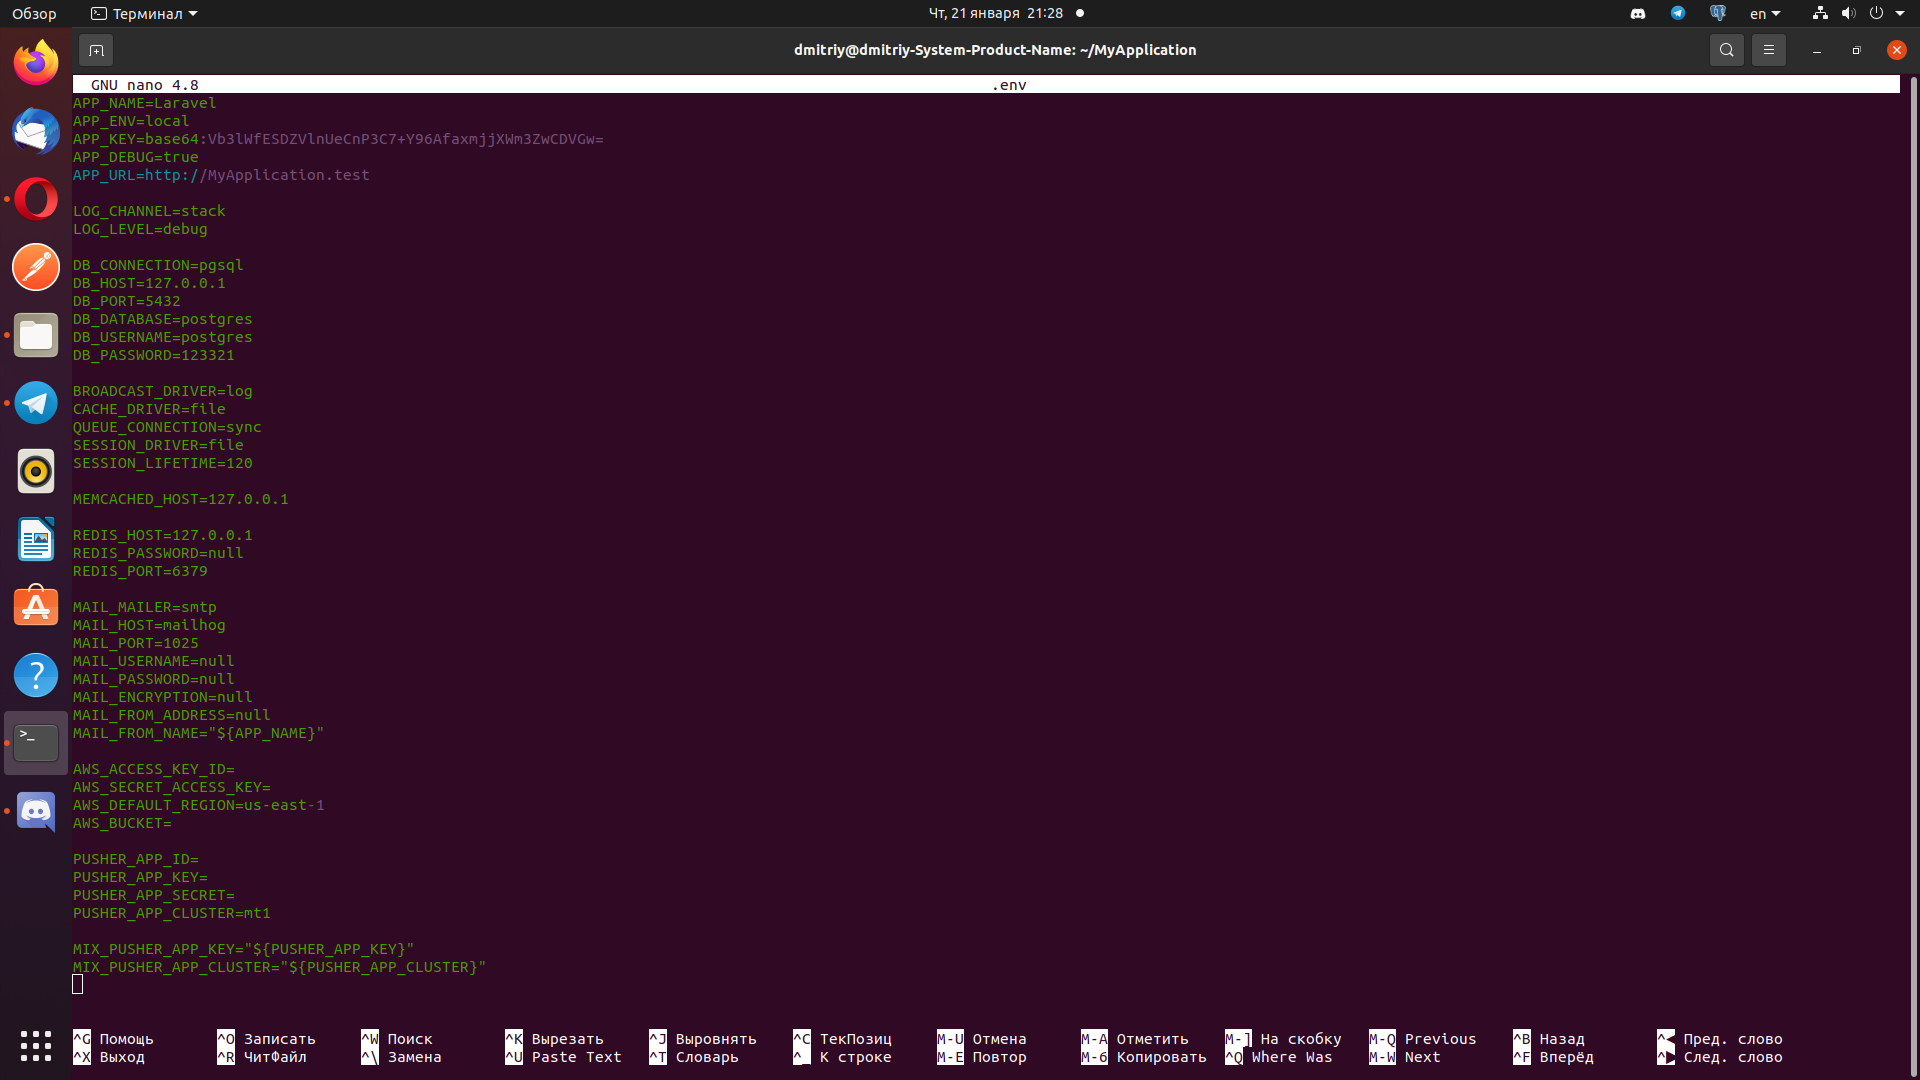 Обзор
Терминал
Чт, 21 января 21:28
en
dmitriy@dmitriy-System-Product-Name: ~/MyApplication
GNU nano 4.8 .env
APP_NAME=Laravel
APP_ENV=local
APP_KEY=base64:Vb3lWfESDZVlnUeCnP3C7+Y96AfaxmjjXWm3ZwCDVGw=
APP_DEBUG=true
APP_URL=http://MyApplication.test
LOG_CHANNEL=stack
LOG_LEVEL=debug
DB_CONNECTION=pgsql
DB_HOST=127.0.0.1
DB_PORT=5432
DB_DATABASE=postgres
DB_USERNAME=postgres
DB_PASSWORD=123321
BROADCAST_DRIVER=log
CACHE_DRIVER=file
QUEUE_CONNECTION=sync
SESSION_DRIVER=file
SESSION_LIFETIME=120
MEMCACHED_HOST=127.0.0.1
REDIS_HOST=127.0.0.1
REDIS_PASSWORD=null
REDIS_PORT=6379
MAIL_MAILER=smtp
MAIL_HOST=mailhog
MAIL_PORT=1025
MAIL_USERNAME=null
MAIL_PASSWORD=null
MAIL_ENCRYPTION=null
MAIL_FROM_ADDRESS=null
MAIL_FROM_NAME="${APP_NAME}"
AWS_ACCESS_KEY_ID=
AWS_SECRET_ACCESS_KEY=
AWS_DEFAULT_REGION=us-east-1
AWS_BUCKET=
PUSHER_APP_ID=
PUSHER_APP_KEY=
PUSHER_APP_SECRET=
PUSHER_APP_CLUSTER=mt1
MIX_PUSHER_APP_KEY="${PUSHER_APP_KEY}"
MIX_PUSHER_APP_CLUSTER="${PUSHER_APP_CLUSTER}"
^G Помощь ^O Записать ^W Поиск ^K Вырезать ^J Выровнять ^C ТекПозиц M-U Отмена M-A Отметить M-] На скобку M-Q Previous ^B Назад ^◀ Пред. слово
^X Выход ^R ЧитФайл ^\ Замена ^U Paste Text ^T Словарь ^_ К строке M-E Повтор M-6 Копировать ^Q Where Was M-W Next ^F Вперёд ^▶ След. слово